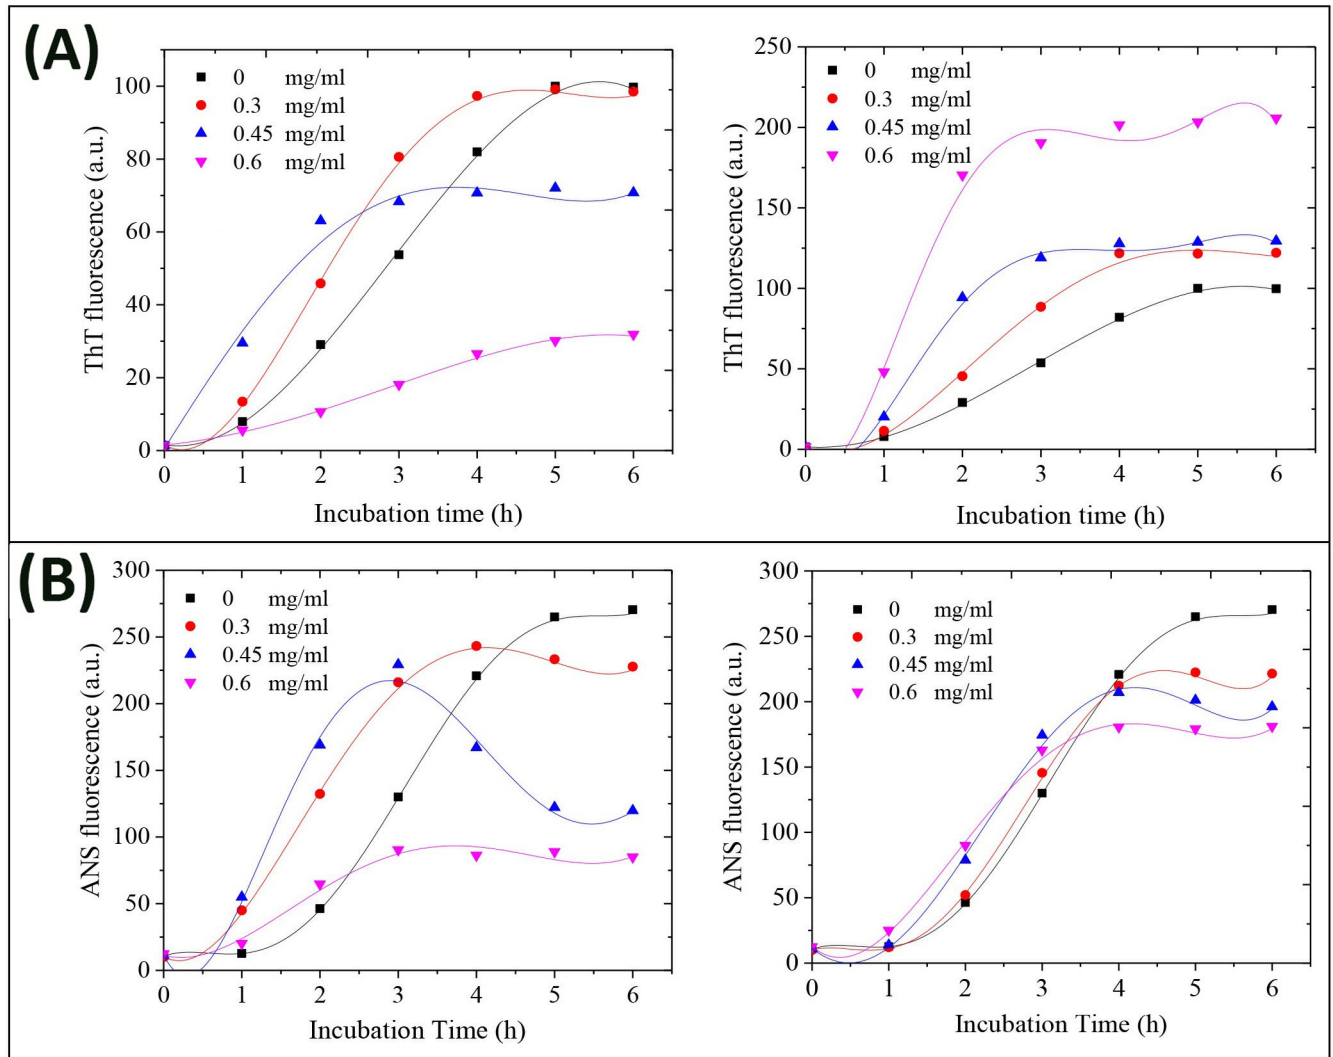 (A)
0 mg/ml
0.3 mg/ml
0.45 mg/ml
0.6 mg/ml
ThT fluorescence (a.u.)
100
80
60
40
20
0
0 1 2 3 4 5 6
Incubation time (h)
0 mg/ml
0.3 mg/ml
0.45 mg/ml
0.6 mg/ml
ThT fluorescence (a.u.)
250
200
150
100
50
0
0 1 2 3 4 5 6
Incubation time (h)
(B)
0 mg/ml
0.3 mg/ml
0.45 mg/ml
0.6 mg/ml
ANS fluorescence (a.u.)
300
250
200
150
100
50
0
0 1 2 3 4 5 6
Incubation Time (h)
0 mg/ml
0.3 mg/ml
0.45 mg/ml
0.6 mg/ml
ANS fluorescence (a.u.)
300
250
200
150
100
50
0
0 1 2 3 4 5 6
Incubation Time (h)